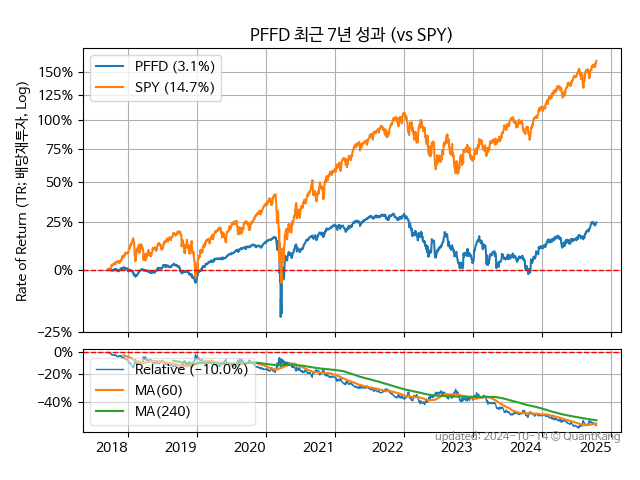 PFFD 최근 7년 성과 (vs SPY)
Rate of Return (TR: 배당재투자, Log)
150%
125%
100%
75%
50%
25%
0%
−25%
PFFD (3.1%)
SPY (14.7%)
0%
−20%
−40%
Relative (−10.0%)
MA(60)
MA(240)
updated: 2024-10-14 © QuantKang
2018 2019 2020 2021 2022 2023 2024 2025